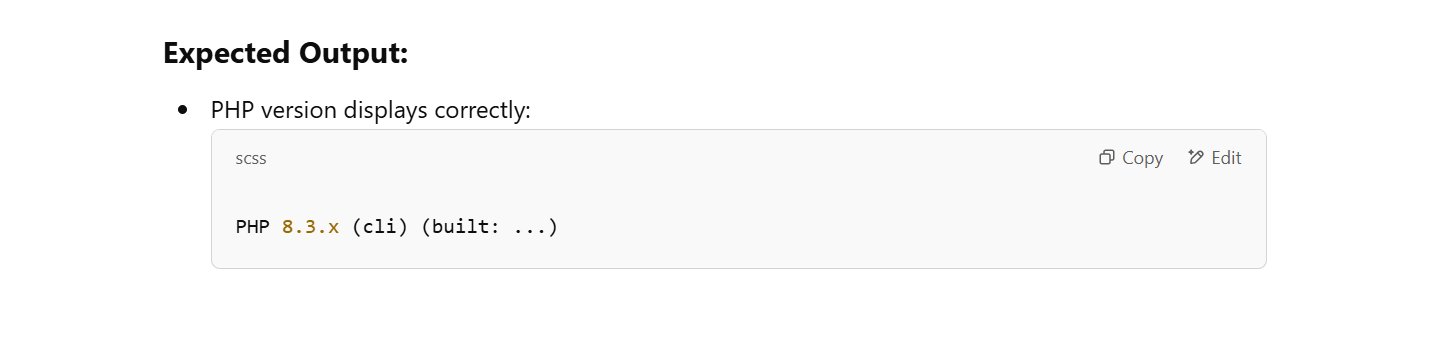 Expected Output:
• PHP version displays correctly:
scss
Copy
Edit
PHP 8.3.x (cli) (built: ...)